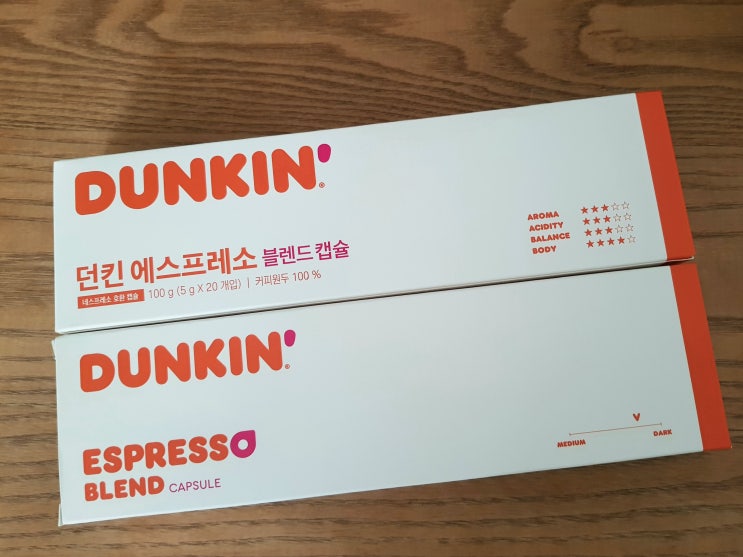 DUNKIN'
던킨 에스프레소 블렌드 캡슐
네스프레소 호환 캡슐 100 g (5 g X 20 개입) | 커피원두 100 %
AROMA ★★★☆☆
ACIDITY ★★★☆☆
BALANCE ★★★☆☆
BODY ★★★★☆
DUNKIN'
ESPRESSO
BLEND CAPSULE
V
MEDIUM DARK